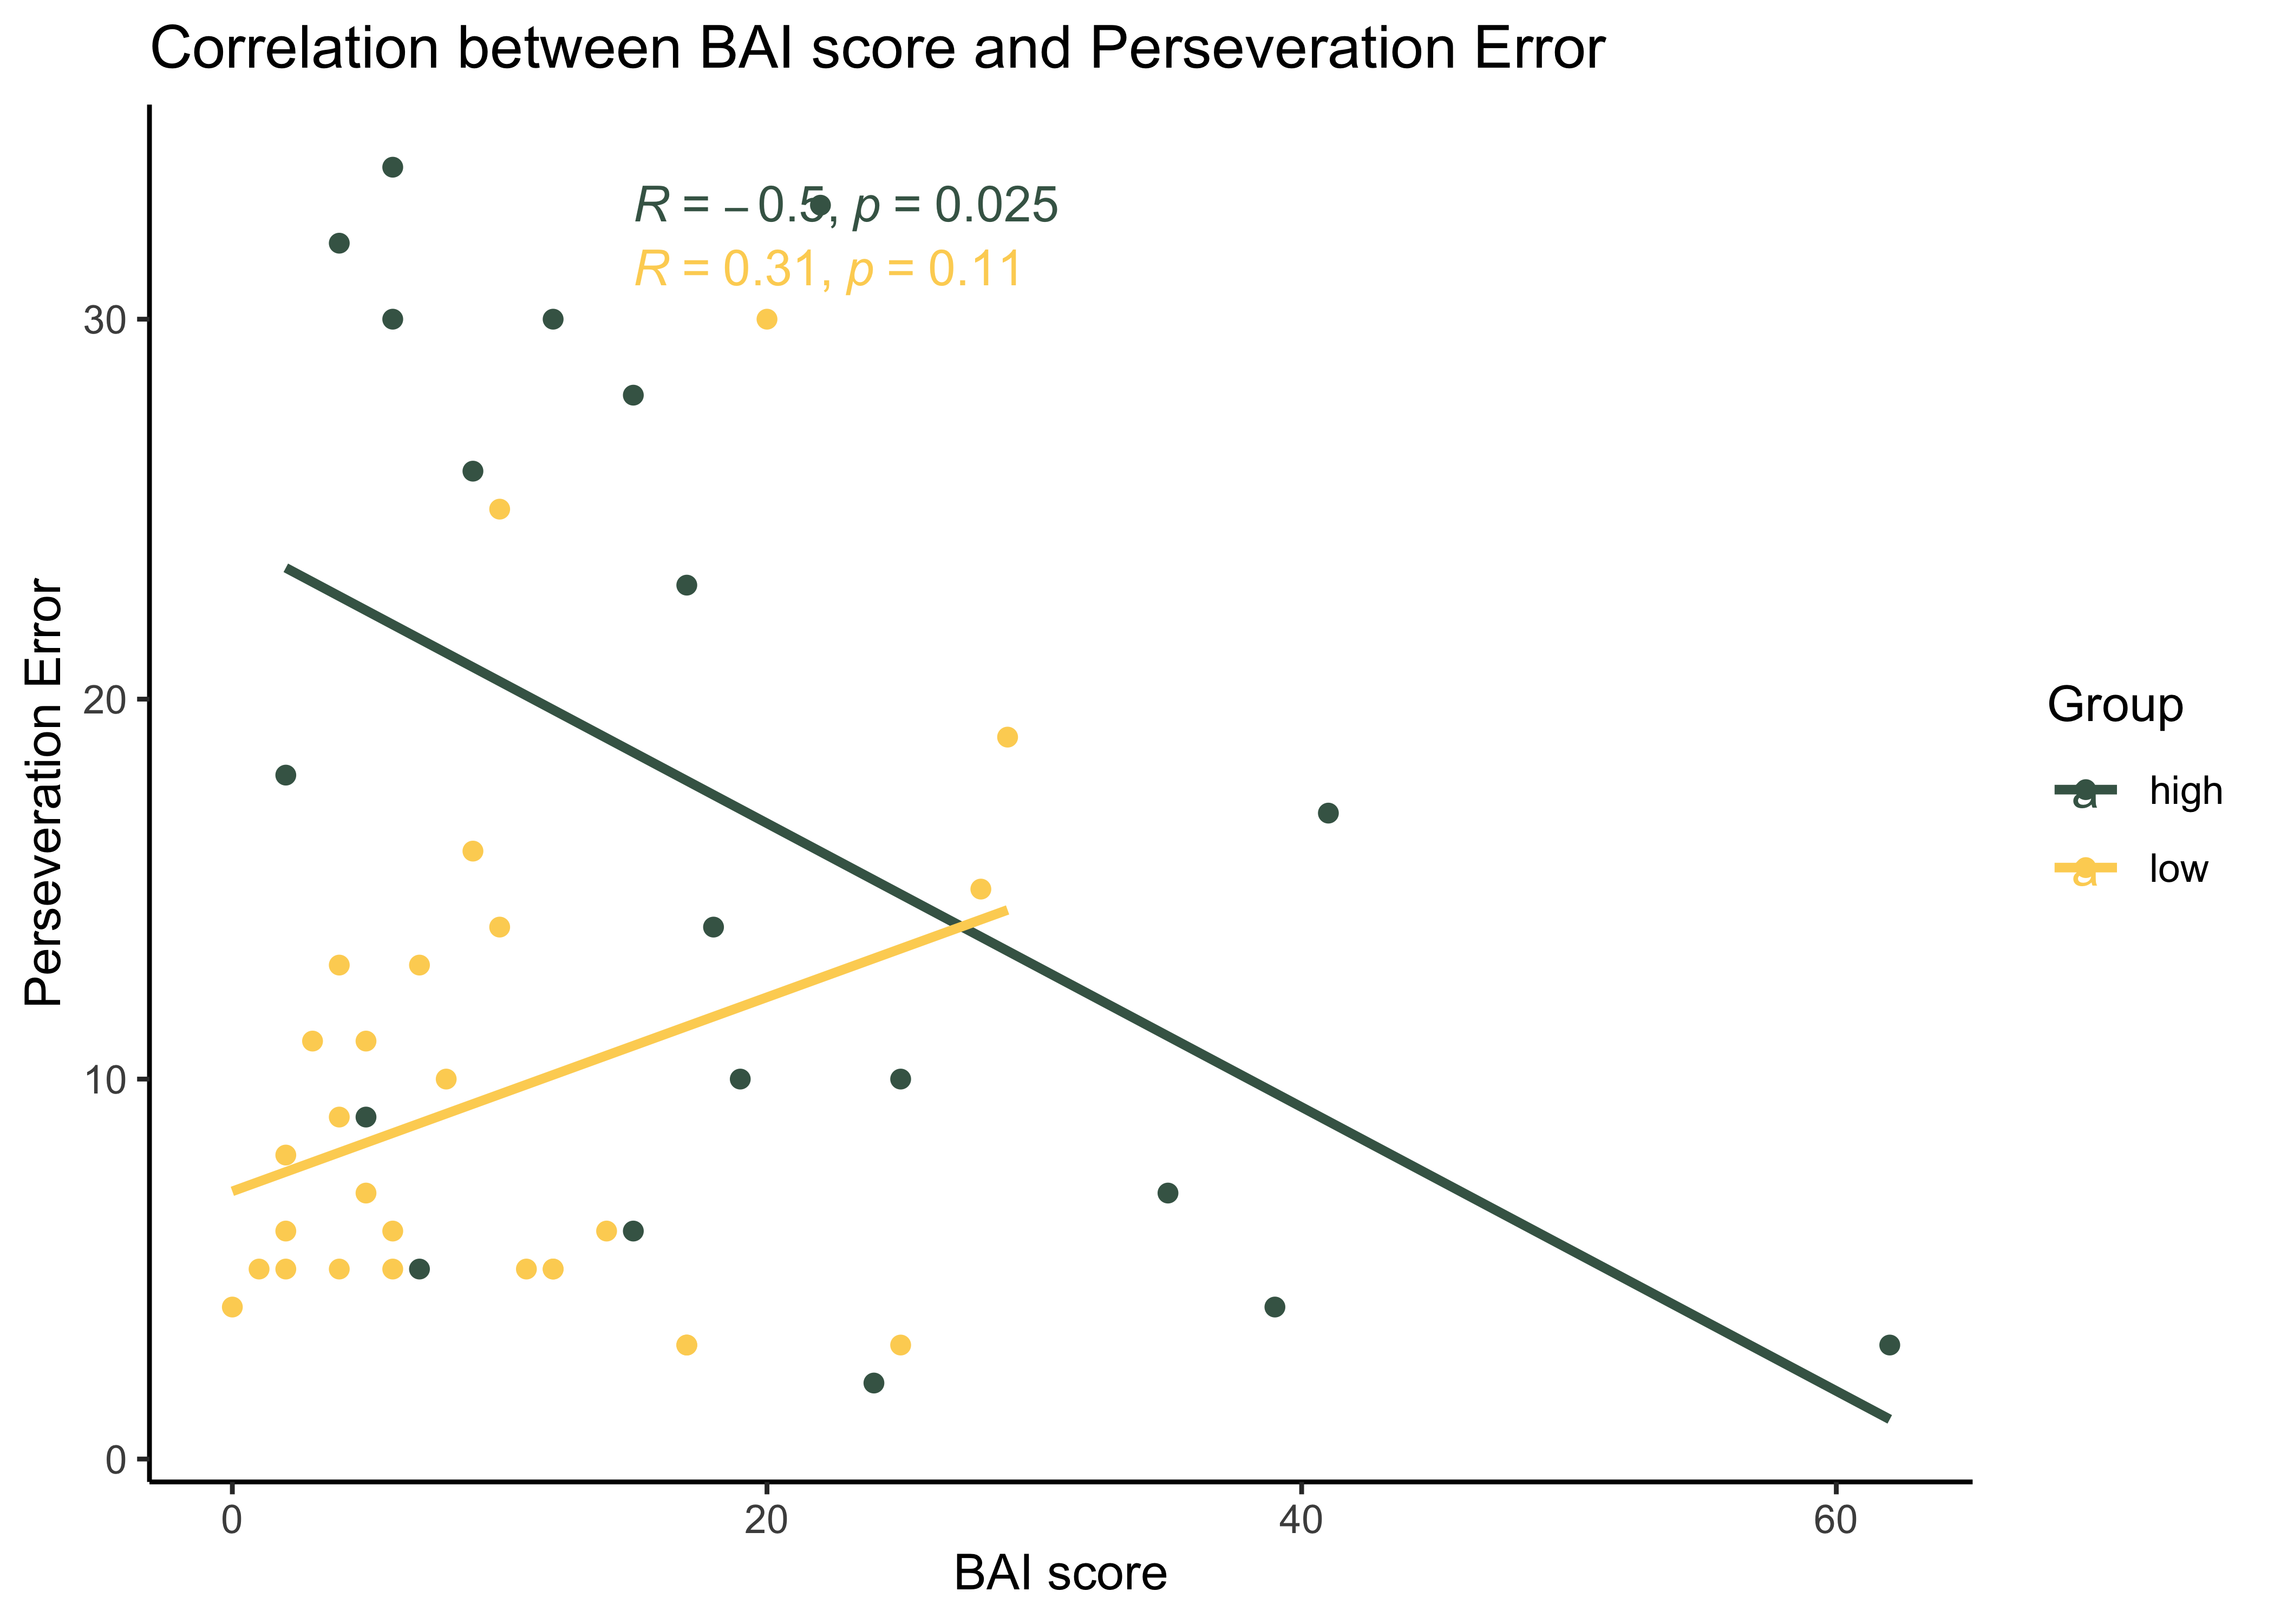 Correlation between BAI score and Perseveration Error
R = – 0.5, p = 0.025
R = 0.31, p = 0.11
30
20
10
0
Perseveration Error
0 20 40 60
BAI score
Group
a high
a low